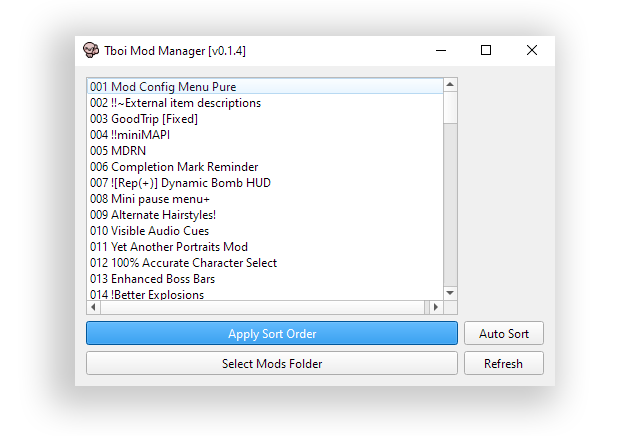 Tboi Mod Manager [v0.1.4]
001 Mod Config Menu Pure
002 !!~External item descriptions
003 GoodTrip [Fixed]
004 !!miniMAPI
005 MDRN
006 Completion Mark Reminder
007 ![Rep(+)] Dynamic Bomb HUD
008 Mini pause menu+
009 Alternate Hairstyles!
010 Visible Audio Cues
011 Yet Another Portraits Mod
012 100% Accurate Character Select
013 Enhanced Boss Bars
014 !Better Explosions
Apply Sort Order
Auto Sort
Select Mods Folder
Refresh